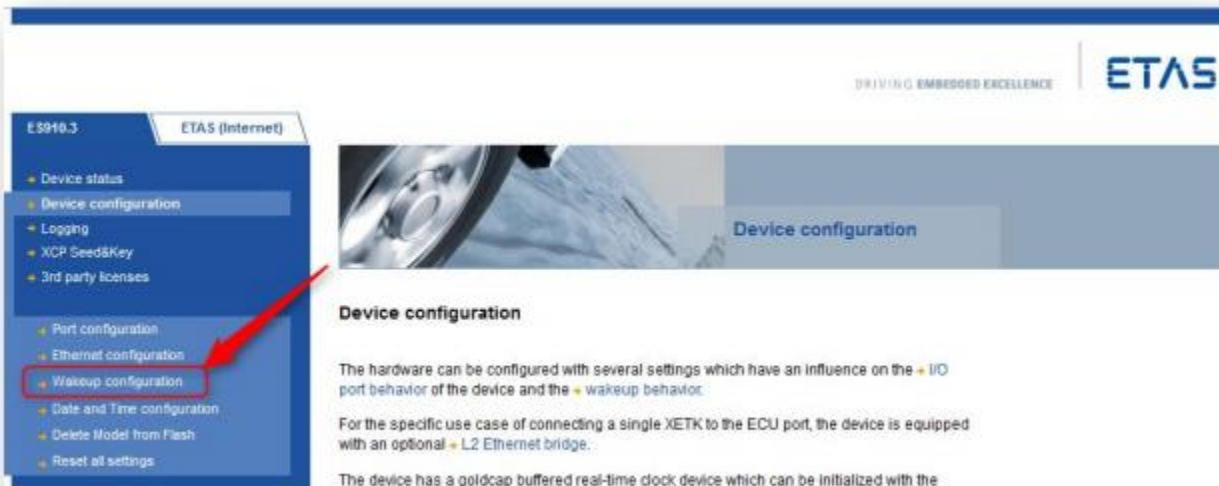 DRIVING EMBEDDED EXCELLENCE
ETAS
ES910.3
ETAS (Internet)
Device status
Device configuration
Logging
XCP Seed&Key
3rd party licenses
Port configuration
Ethernet configuration
Wakeup configuration
Date and Time configuration
Delete Model from Flash
Reset all settings
Device configuration
Device configuration
The hardware can be configured with several settings which have an influence on the I/O
port behavior of the device and the wakeup behavior.
For the specific use case of connecting a single XETK to the ECU port, the device is equipped
with an optional L2 Ethernet bridge.
The device has a goldcap buffered real-time clock device which can be initialized with the